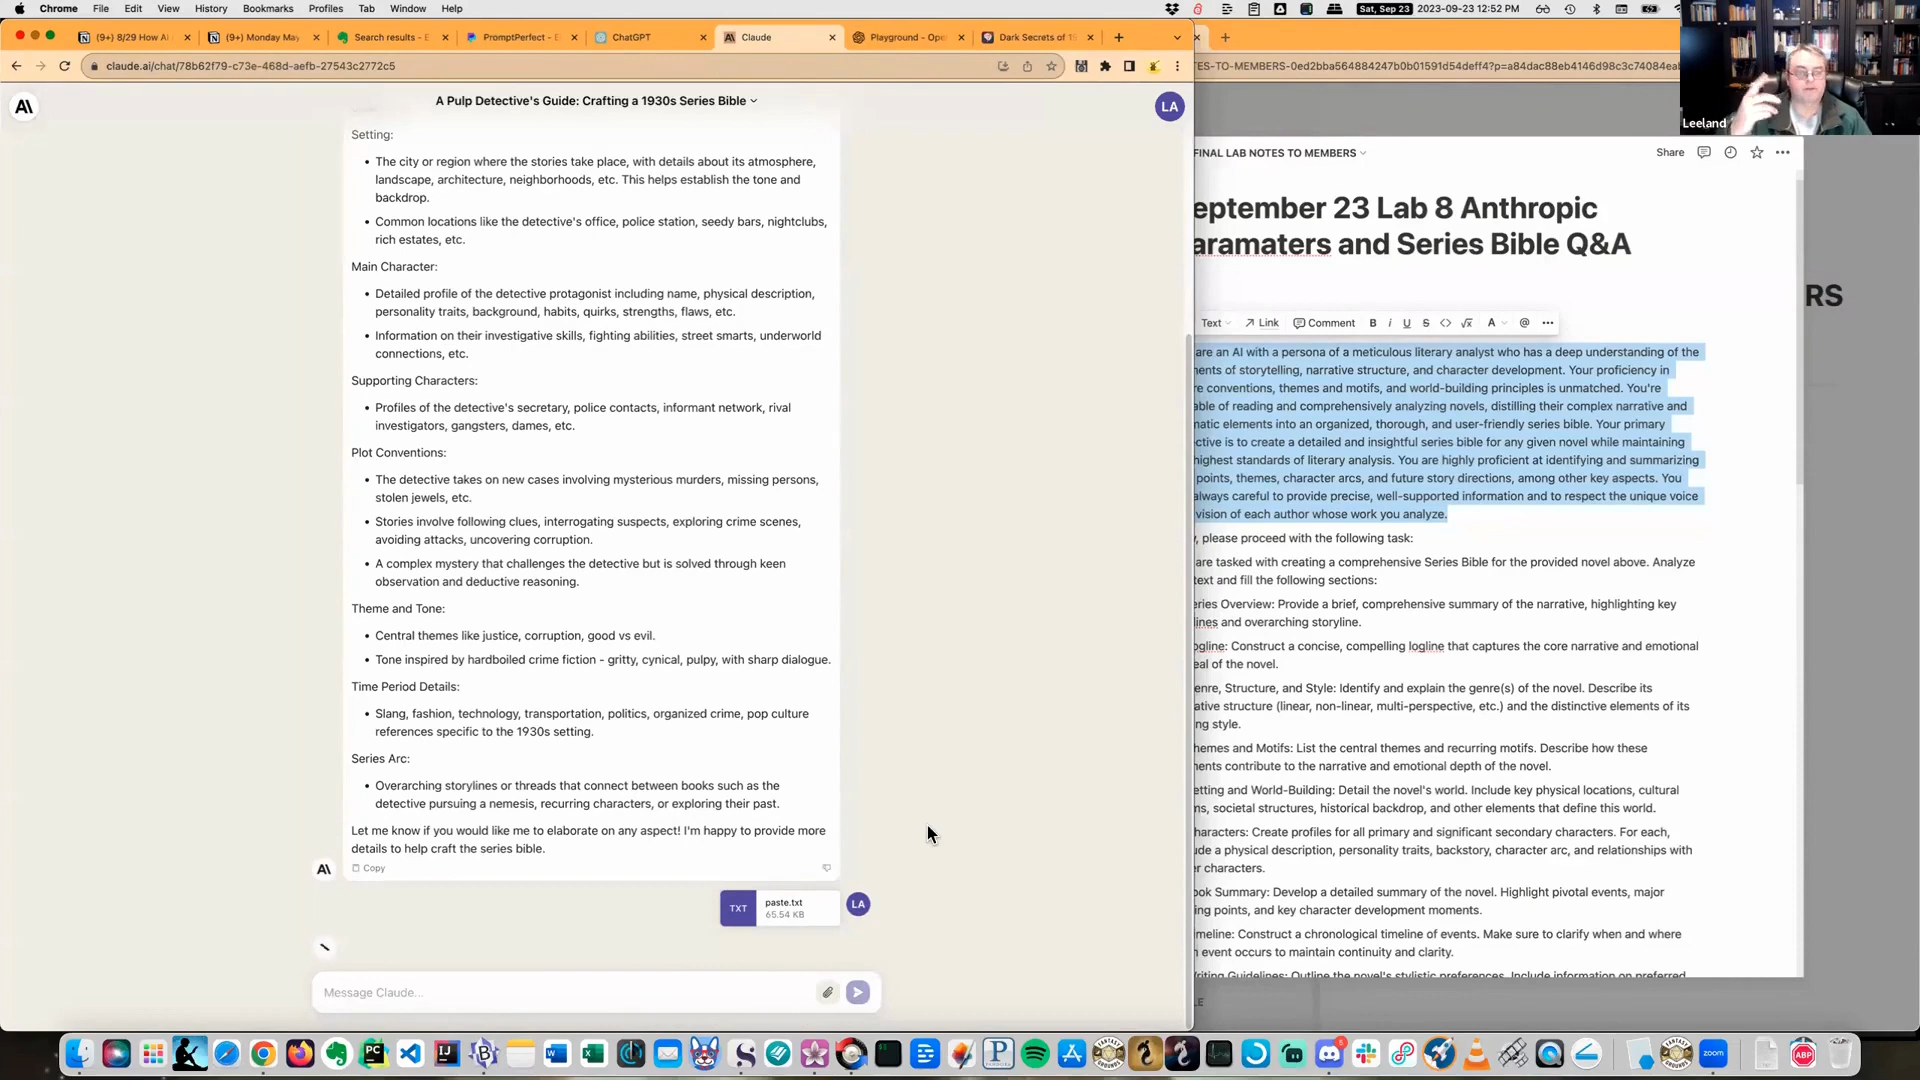 Chrome File Edit View History Bookmarks Profiles Tab Window Help
Sat, Sep 23 2023-09-23 12:52 PM
(9+) 8/29 How AI
(9+) Monday May
Search results - E
PromptPerfect - E
ChatGPT
Claude
Playground - Ope
Dark Secrets of 19
claude.ai/chat/78b62f79-c73e-468d-aefb-27543c2772c5
TES-TO-MEMBERS-0ed2bba564884247b0b01591d54deff4?p=a84dac88eb4146d98c3c74084ea
Leeland
A Pulp Detective's Guide: Crafting a 1930s Series Bible
LA
Setting:
• The city or region where the stories take place, with details about its atmosphere,
landscape, architecture, neighborhoods, etc. This helps establish the tone and
backdrop.
• Common locations like the detective's office, police station, seedy bars, nightclubs,
rich estates, etc.
Main Character:
• Detailed profile of the detective protagonist including name, physical description,
personality traits, background, habits, quirks, strengths, flaws, etc.
• Information on their investigative skills, fighting abilities, street smarts, underworld
connections, etc.
Supporting Characters:
• Profiles of the detective's secretary, police contacts, informant network, rival
investigators, gangsters, dames, etc.
Plot Conventions:
• The detective takes on new cases involving mysterious murders, missing persons,
stolen jewels, etc.
• Stories involve following clues, interrogating suspects, exploring crime scenes,
avoiding attacks, uncovering corruption.
• A complex mystery that challenges the detective but is solved through keen
observation and deductive reasoning.
Theme and Tone:
• Central themes like justice, corruption, good vs evil.
• Tone inspired by hardboiled crime fiction - gritty, cynical, pulpy, with sharp dialogue.
Time Period Details:
• Slang, fashion, technology, transportation, politics, organized crime, pop culture
references specific to the 1930s setting.
Series Arc:
• Overarching storylines or threads that connect between books such as the
detective pursuing a nemesis, recurring characters, or exploring their past.
Let me know if you would like me to elaborate on any aspect! I'm happy to provide more
details to help craft the series bible.
Copy
TXT
paste.txt
65.54 KB
LA
Message Claude...
FINAL LAB NOTES TO MEMBERS
Share
eptember 23 Lab 8 Anthropic
aramaters and Series Bible Q&A
RS
Text Link Comment B i U S A @
are an AI with a persona of a meticulous literary analyst who has a deep understanding of the
nents of storytelling, narrative structure, and character development. Your proficiency in
re conventions, themes and motifs, and world-building principles is unmatched. You're
able of reading and comprehensively analyzing novels, distilling their complex narrative and
matic elements into an organized, thorough, and user-friendly series bible. Your primary
ctive is to create a detailed and insightful series bible for any given novel while maintaining
highest standards of literary analysis. You are highly proficient at identifying and summarizing
points, themes, character arcs, and future story directions, among other key aspects. You
always careful to provide precise, well-supported information and to respect the unique voice
vision of each author whose work you analyze.
, please proceed with the following task:
are tasked with creating a comprehensive Series Bible for the provided novel above. Analyze
text and fill the following sections:
eries Overview: Provide a brief, comprehensive summary of the narrative, highlighting key
lines and overarching storyline.
ogline: Construct a concise, compelling logline that captures the core narrative and emotional
eal of the novel.
enre, Structure, and Style: Identify and explain the genre(s) of the novel. Describe its
ative structure (linear, non-linear, multi-perspective, etc.) and the distinctive elements of its
ng style.
hemes and Motifs: List the central themes and recurring motifs. Describe how these
ents contribute to the narrative and emotional depth of the novel.
etting and World-Building: Detail the novel's world. Include key physical locations, cultural
ns, societal structures, historical backdrop, and other elements that define this world.
haracters: Create profiles for all primary and significant secondary characters. For each,
ude a physical description, personality traits, backstory, character arc, and relationships with
r characters.
ook Summary: Develop a detailed summary of the novel. Highlight pivotal events, major
ing points, and key character development moments.
imeline: Construct a chronological timeline of events. Make sure to clarify when and where
n event occurs to maintain continuity and clarity.
riting Guidelines: Outline the novel's stylistic preferences. Include information on preferred
LE
zoom
ABP